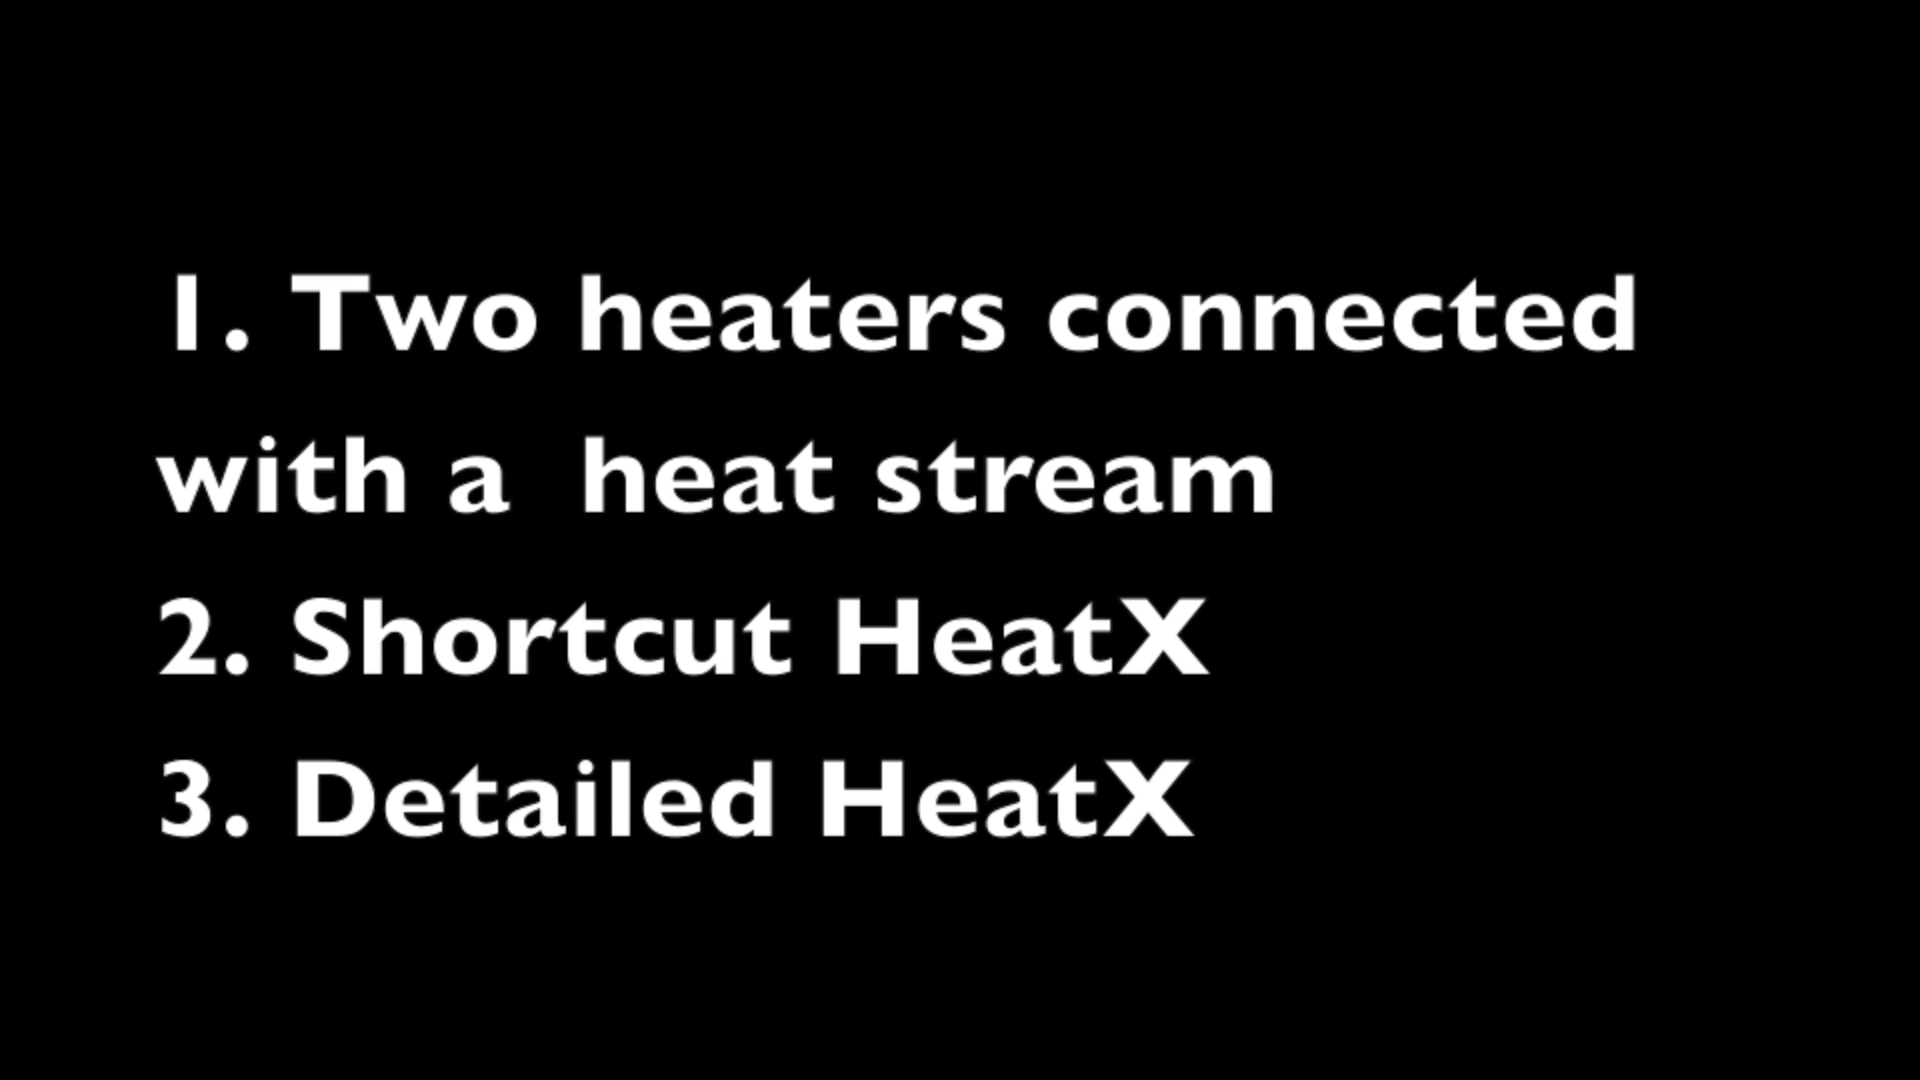 1. Two heaters connected
with a  heat stream
2. Shortcut HeatX
3. Detailed HeatX